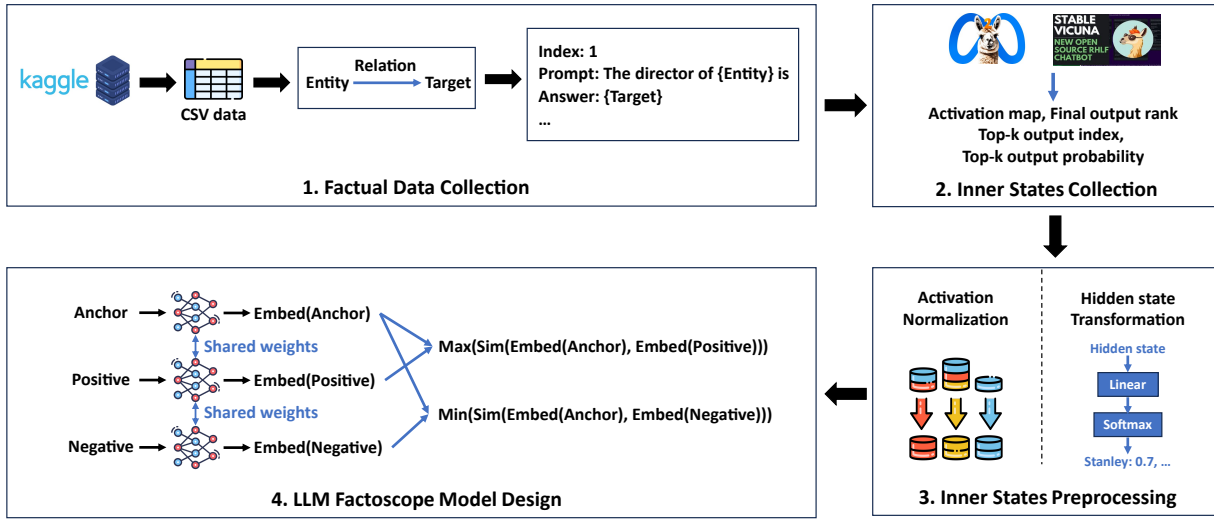 kaggle
CSV data
Relation
Entity
Target
Index: 1
Prompt: The director of {Entity} is
Answer: {Target}
...
1. Factual Data Collection
STABLE
VICUNA
NEW OPEN
SOURCE RHLF
CHATBOT
Activation map, Final output rank
Top-k output index,
Top-k output probability
2. Inner States Collection
Activation
Normalization
Hidden state
Transformation
Hidden state
Linear
Softmax
Stanley: 0.7, ...
3. Inner States Preprocessing
Anchor
Embed(Anchor)
Shared weights
Max(Sim(Embed(Anchor), Embed(Positive)))
Positive
Embed(Positive)
Shared weights
Min(Sim(Embed(Anchor), Embed(Negative)))
Negative
Embed(Negative)
4. LLM Factoscope Model Design